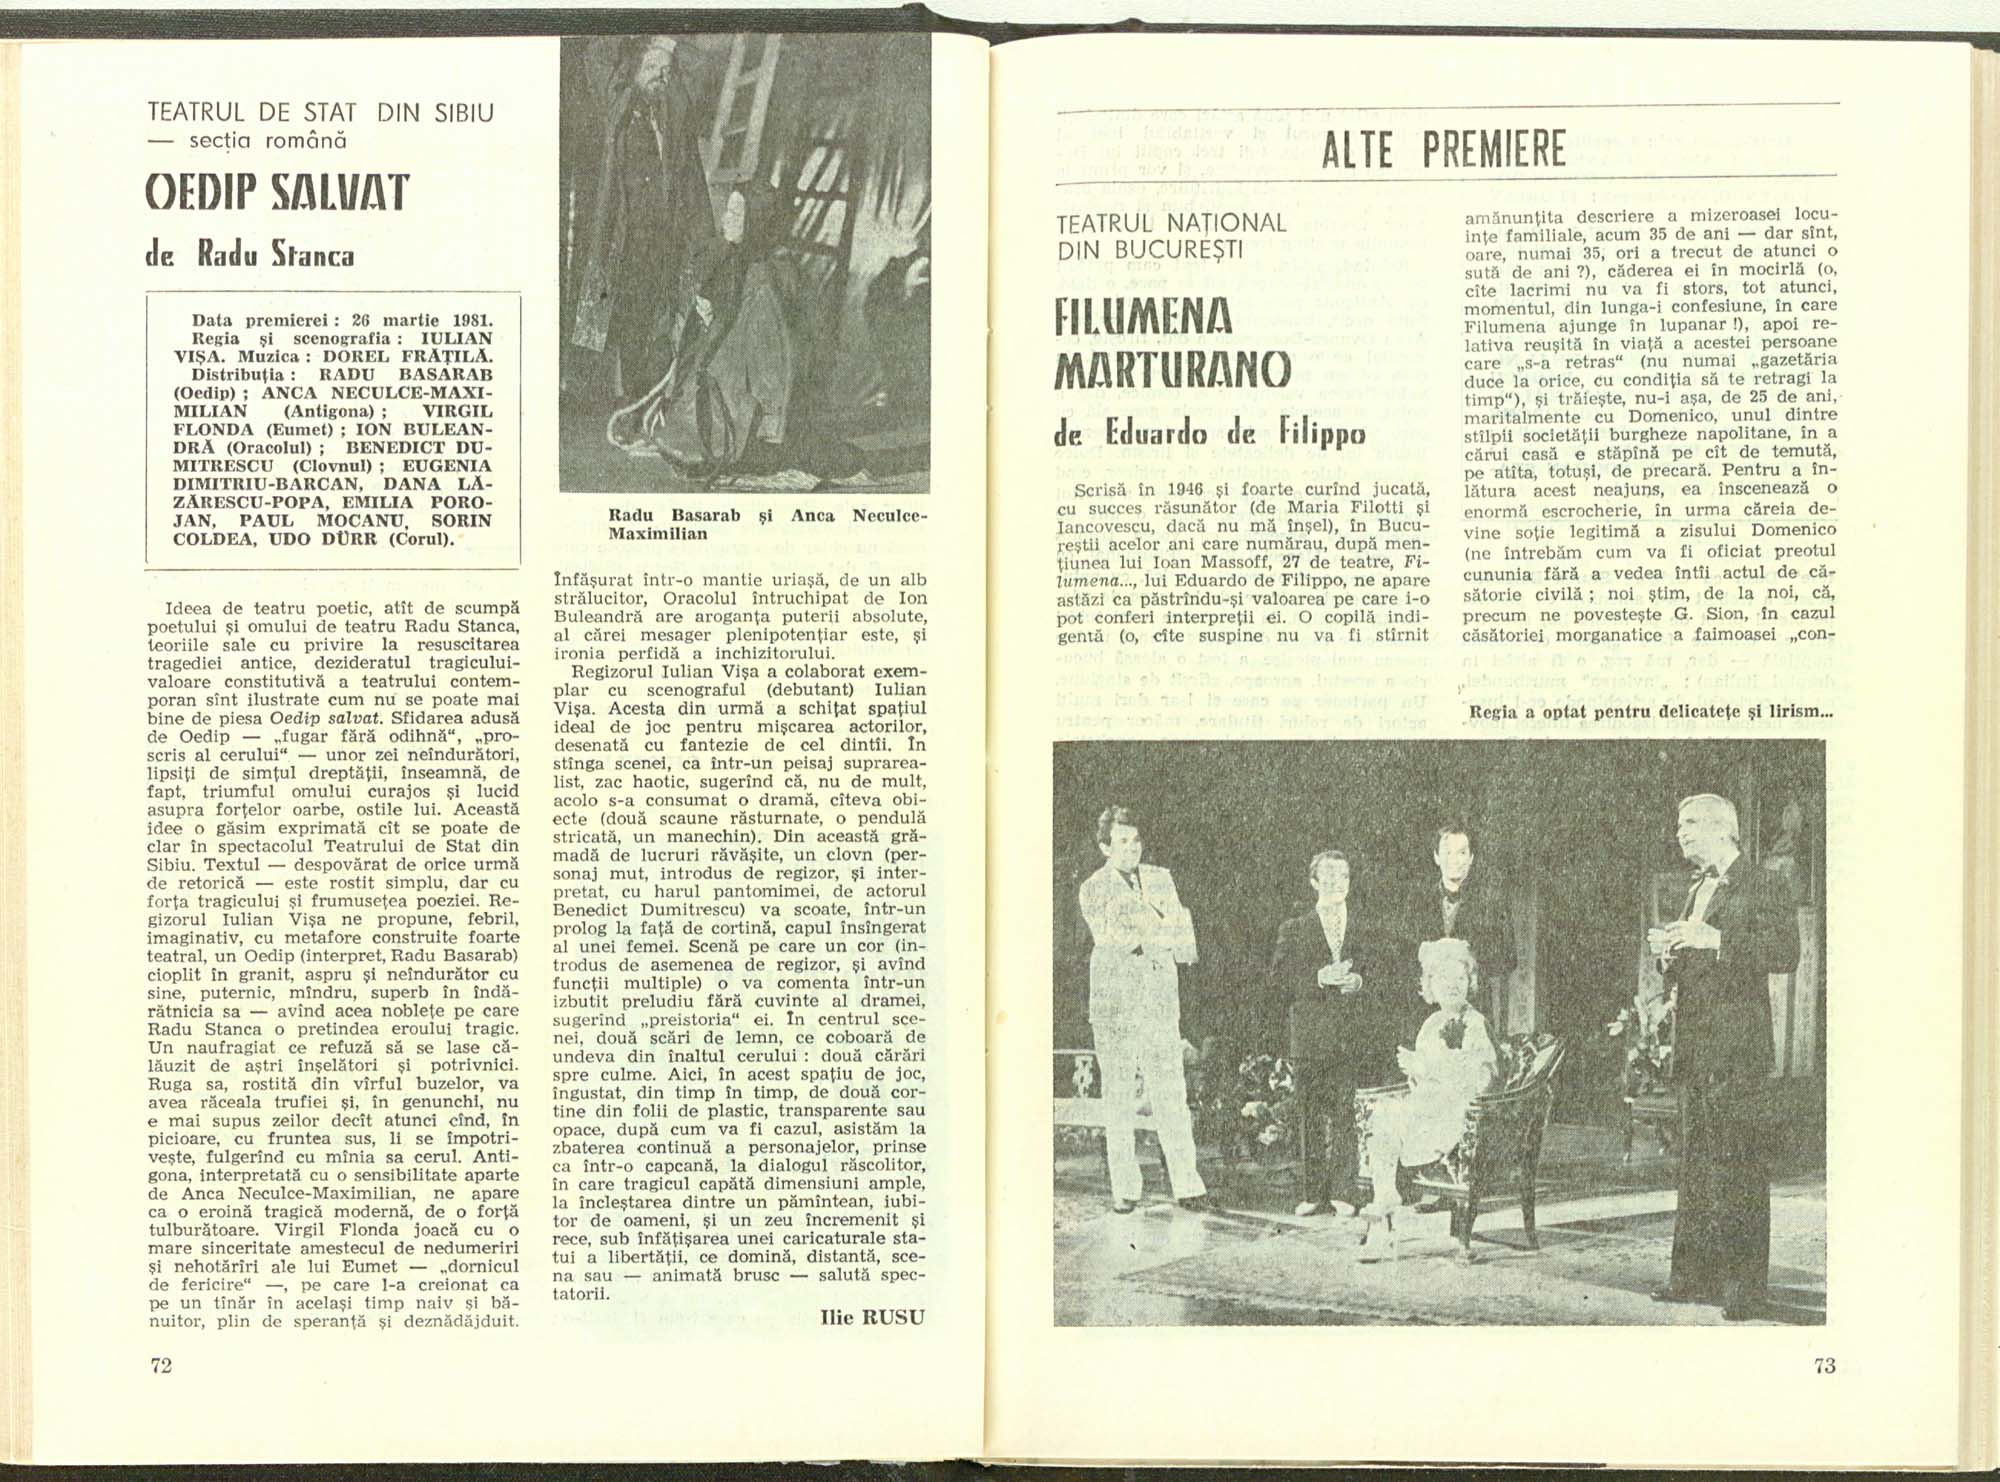 TEATRUL DE STAT DIN SIBIU
— secția română
OEDIP SALVAT
de Radu Stanca
Data premierei : 26 martie 1981.
Regia și scenografia : IULIAN
VIȘA. Muzica : DOREL FRĂȚILĂ.
Distribuția : RADU BASARAB
(Oedip) ; ANCA NECULCE-MAXI-
MILIAN (Antigona) ; VIRGIL
FLONDA (Eumet) ; ION BULEAN-
DRĂ (Oracolul) ; BENEDICT DU-
MITRESCU (Clovnul) ; EUGENIA
DIMITRIU-BARCAN, DANA LĂ-
ZĂRESCU-POPA, EMILIA PORO-
JAN, PAUL MOCANU, SORIN
COLDEA, UDO DÜRR (Corul).
Ideea de teatru poetic, atît de scumpă
poetului și omului de teatru Radu Stanca,
teoriile sale cu privire la resuscitarea
tragediei antice, dezideratul tragicului-
valoare constitutivă a teatrului contem-
poran sînt ilustrate cum nu se poate mai
bine de piesa Oedip salvat. Sfidarea adusă
de Oedip — „fugar fără odihnă“, „pro-
scris al cerului“ — unor zei neîndurători,
lipsiți de simțul dreptății, înseamnă, de
fapt, triumful omului curajos și lucid
asupra forțelor oarbe, ostile lui. Această
idee o găsim exprimată cît se poate de
clar în spectacolul Teatrului de Stat din
Sibiu. Textul — despovărat de orice urmă
de retorică — este rostit simplu, dar cu
forța tragicului și frumusețea poeziei. Re-
gizorul Iulian Vișa ne propune, febril,
imaginativ, cu metafore construite foarte
teatral, un Oedip (interpret, Radu Basarab)
cioplit în granit, aspru și neîndurător cu
sine, puternic, mîndru, superb în îndă-
rătnicia sa — avînd acea noblețe pe care
Radu Stanca o pretindea eroului tragic.
Un naufragiat ce refuză să se lase că-
lăuzit de aștri înșelători și potrivnici.
Ruga sa, rostită din vîrful buzelor, va
avea răceala trufiei și, în genunchi, nu
e mai supus zeilor decît atunci cînd, în
picioare, cu fruntea sus, li se împotri-
vește, fulgerînd cu mînia sa cerul. Anti-
gona, interpretată cu o sensibilitate aparte
de Anca Neculce-Maximilian, ne apare
ca o eroină tragică modernă, de o forță
tulburătoare. Virgil Flonda joacă cu o
mare sinceritate amestecul de nedumeriri
și nehotărîri ale lui Eumet — „dornicul
de fericire“ —, pe care l-a creionat ca
pe un tînăr în același timp naiv și bă-
nuitor, plin de speranță și deznădăjduit.
72
Radu Basarab și Anca Neculce-
Maximilian
Înfășurat într-o mantie uriașă, de un alb
strălucitor, Oracolul întruchipat de Ion
Buleandră are aroganța puterii absolute,
al cărei mesager plenipotențiar este, și
ironia perfidă a inchizitorului.
Regizorul Iulian Vișa a colaborat exem-
plar cu scenograful (debutant) Iulian
Vișa. Acesta din urmă a schițat spațiul
ideal de joc pentru mișcarea actorilor,
desenată cu fantezie de cel dintîi. În
stînga scenei, ca într-un peisaj suprarea-
list, zac haotic, sugerînd că, nu de mult,
acolo s-a consumat o dramă, cîteva obi-
ecte (două scaune răsturnate, o pendulă
stricată, un manechin). Din această gră-
madă de lucruri răvășite, un clovn (per-
sonaj mut, introdus de regizor, și inter-
pretat, cu harul pantomimei, de actorul
Benedict Dumitrescu) va scoate, într-un
prolog la față de cortină, capul însîngerat
al unei femei. Scenă pe care un cor (in-
trodus de asemenea de regizor, și avînd
funcții multiple) o va comenta într-un
izbutit preludiu fără cuvinte al dramei,
sugerînd „preistoria“ ei. În centrul sce-
nei, două scări de lemn, ce coboară de
undeva din înaltul cerului : două cărări
spre culme. Aici, în acest spațiu de joc,
îngustat, din timp în timp, de două cor-
tine din folii de plastic, transparente sau
opace, după cum va fi cazul, asistăm la
zbaterea continuă a personajelor, prinse
ca într-o capcană, la dialogul răscolitor,
în care tragicul capătă dimensiuni ample,
la încleștarea dintre un pămîntean, iubi-
tor de oameni, și un zeu încremenit și
rece, sub înfățișarea unei caricaturale sta-
tui a libertății, ce domină, distantă, sce-
na sau — animată brusc — salută spec-
tatorii.
Ilie RUSU
ALTE PREMIERE
TEATRUL NAȚIONAL
DIN BUCUREȘTI
FILUMENA
MARTURANO
de Eduardo de Filippo
Scrisă în 1946 și foarte curînd jucată,
cu succes răsunător (de Maria Filotti și
Iancovescu, dacă nu mă înșel), în Bucu-
reștii acelor ani care numărau, după men-
țiunea lui Ioan Massoff, 27 de teatre, Fi-
lumena..., lui Eduardo de Filippo, ne apare
astăzi ca păstrîndu-și valoarea pe care i-o
pot conferi interpreții ei. O copilă indi-
gentă (o, cîte suspine nu va fi stîrnit
amănunțita descriere a mizeroasei locu-
ințe familiale, acum 35 de ani — dar sînt,
oare, numai 35, ori a trecut de atunci o
sută de ani ?), căderea ei în mocirlă (o,
cîte lacrimi nu va fi stors, tot atunci,
momentul, din lunga-i confesiune, în care
Filumena ajunge în lupanar !), apoi re-
lativa reușită în viață a acestei persoane
care „s-a retras“ (nu numai „gazetăria
duce la orice, cu condiția să te retragi la
timp“), și trăiește, nu-i așa, de 25 de ani,
maritalmente cu Domenico, unul dintre
stîlpii societății burgheze napolitane, în a
cărui casă e stăpînă pe cît de temută,
pe atîta, totuși, de precară. Pentru a în-
lătura acest neajuns, ea înscenează o
enormă escrocherie, în urma căreia de-
vine soție legitimă a zisului Domenico
(ne întrebăm cum va fi oficiat preotul
cununia fără a vedea întîi actul de că-
sătorie civilă ; noi știm, de la noi, că,
precum ne povestește G. Sion, în cazul
căsătoriei morganatice a faimoasei „con-
Regia a optat pentru delicatețe și lirism...
73